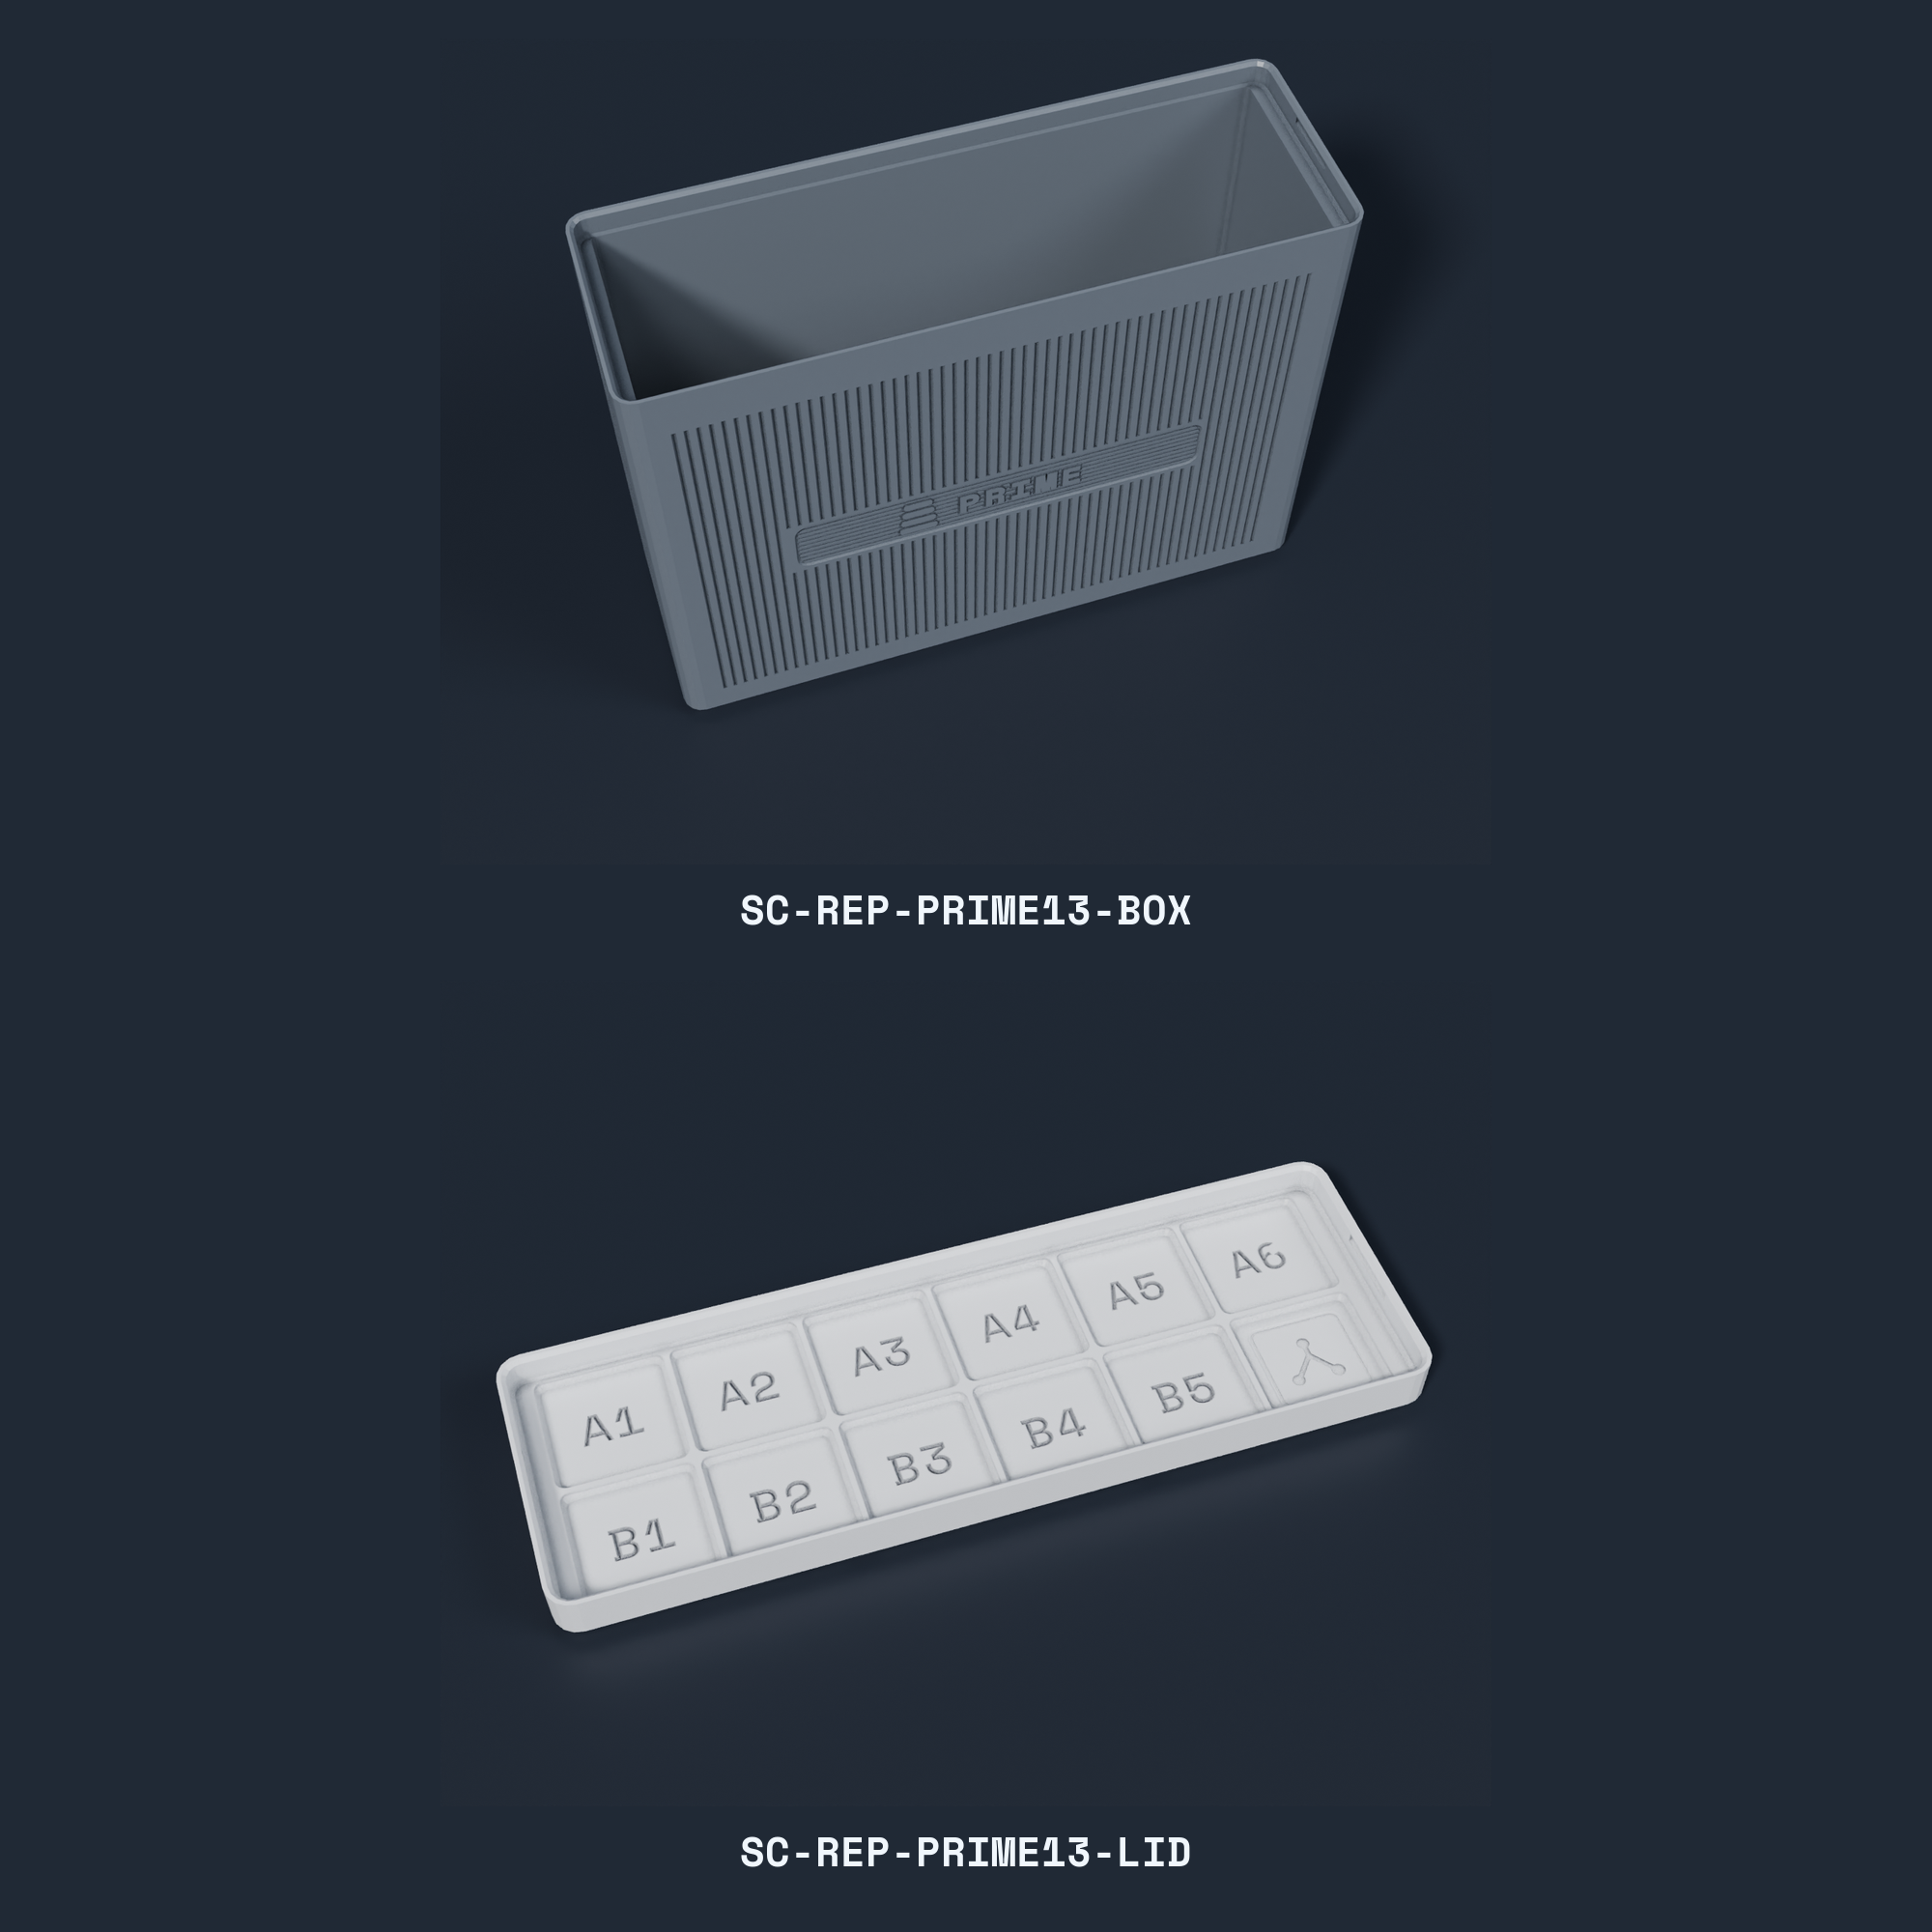 PRIME
SC-REP-PRIME13-BOX
A1 A2 A3 A4 A5 A6
B1 B2 B3 B4 B5
SC-REP-PRIME13-LID